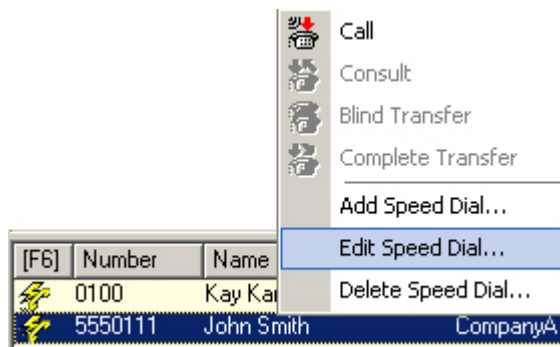 Call
Consult
Blind Transfer
Complete Transfer
Add Speed Dial...
Edit Speed Dial...
Delete Speed Dial...
[F6] Number Name
0100 Kay
5550111 John Smith CompanyA